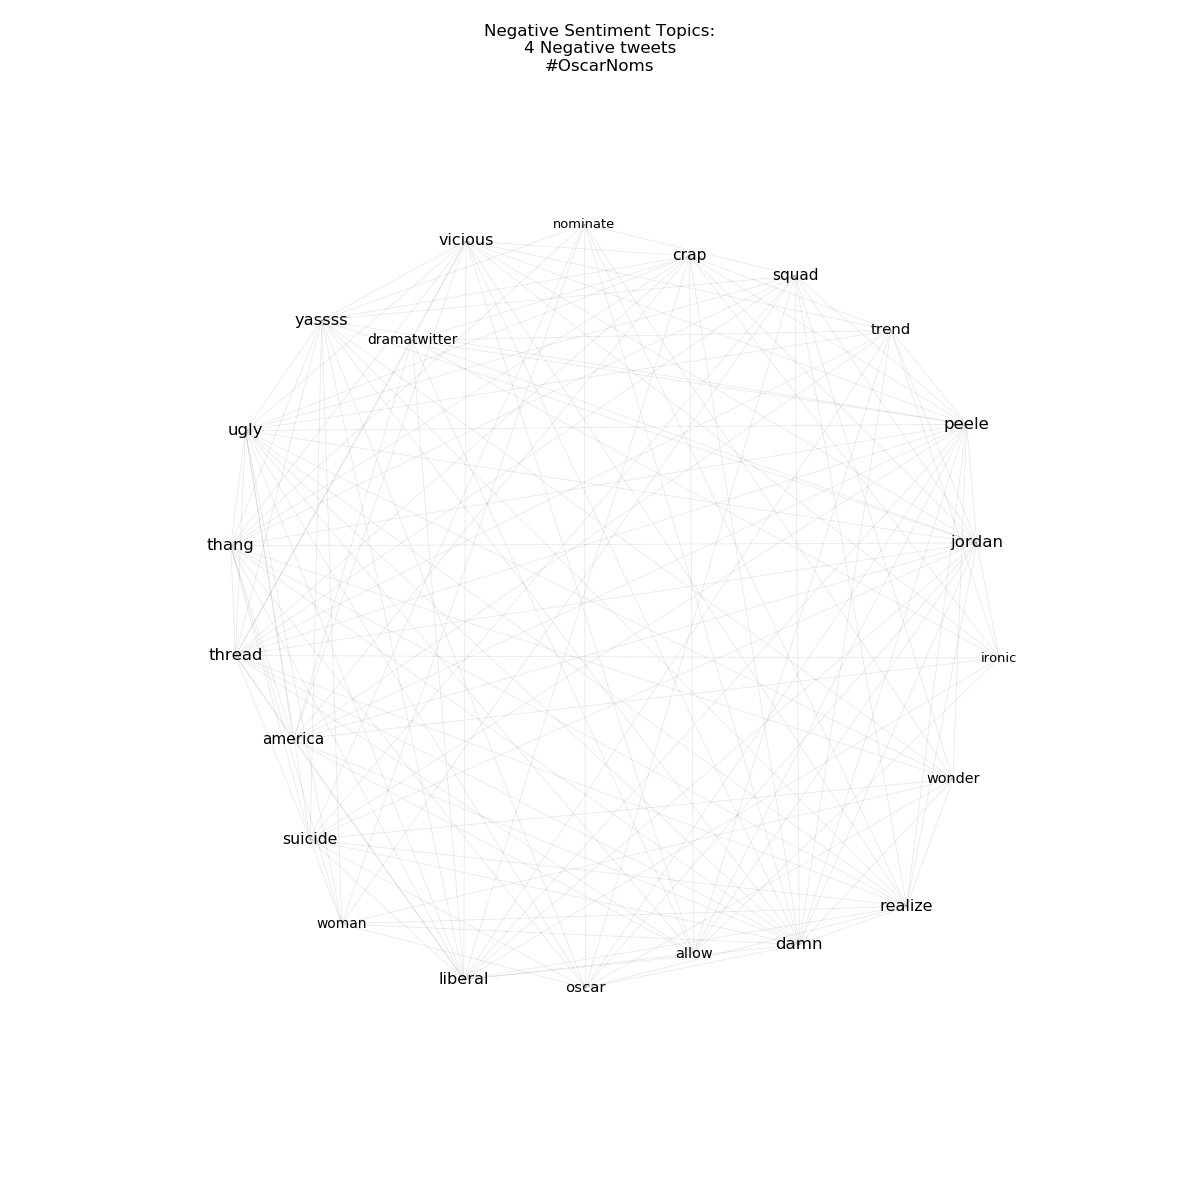 Negative Sentiment Topics:
4 Negative tweets
#OscarNoms
nominate
vicious
crap
squad
yassss
trend
dramatwitter
peele
ugly
jordan
thang
thread
ironic
america
wonder
suicide
realize
woman
damn
allow
liberal
oscar